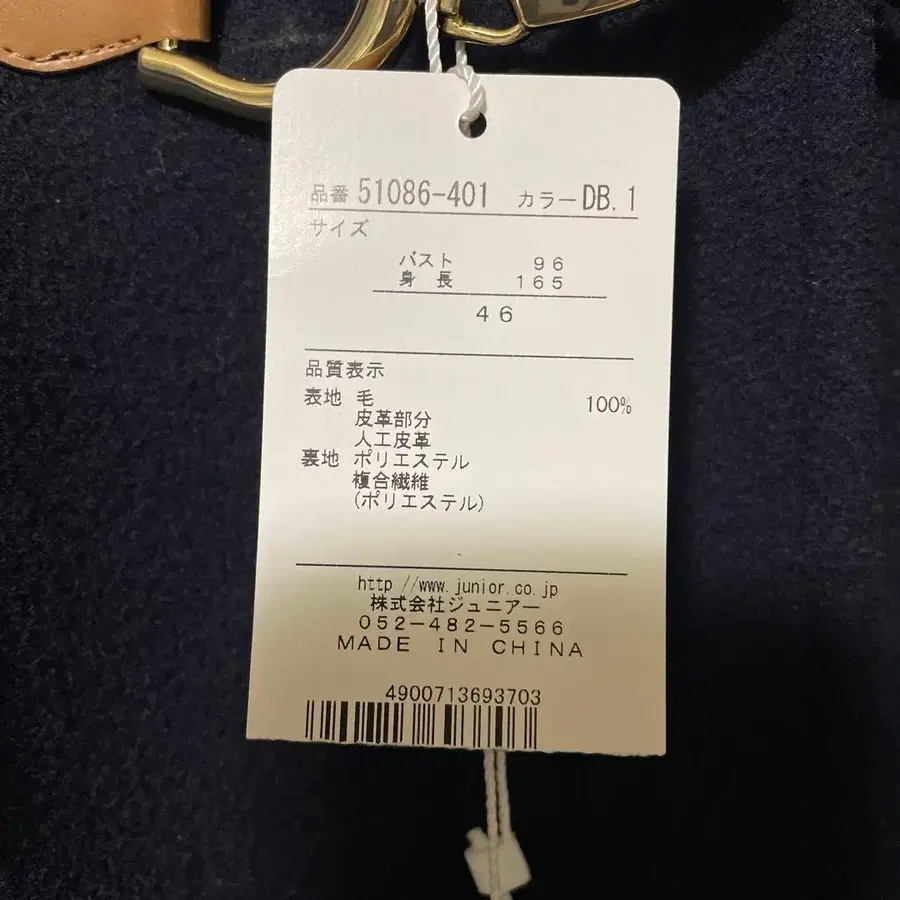 品番 51086-401 カラー DB.1
サイズ
バスト 96
身長 165
46
品質表示
表地 毛 100%
皮革部分
人工皮革
裏地 ポリエステル
複合繊維
(ポリエステル)
http //www.junior.co.jp
株式会社ジュニアー
052-482-5566
MADE IN CHINA
4900713693703